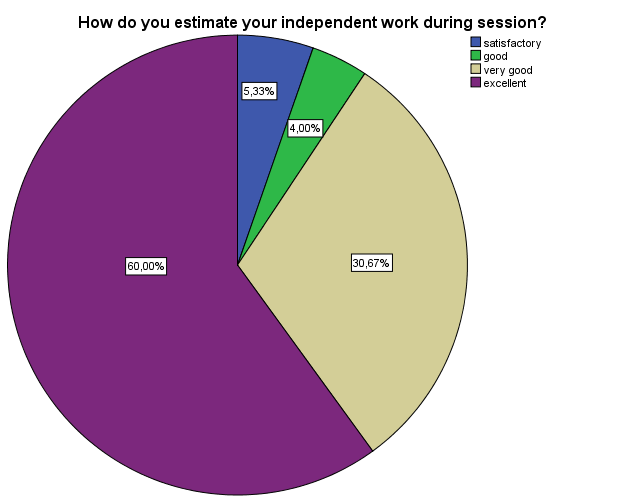 How do you estimate your independent work during session?
satisfactory
good
very good
excellent
5,33%
4,00%
30,67%
60,00%